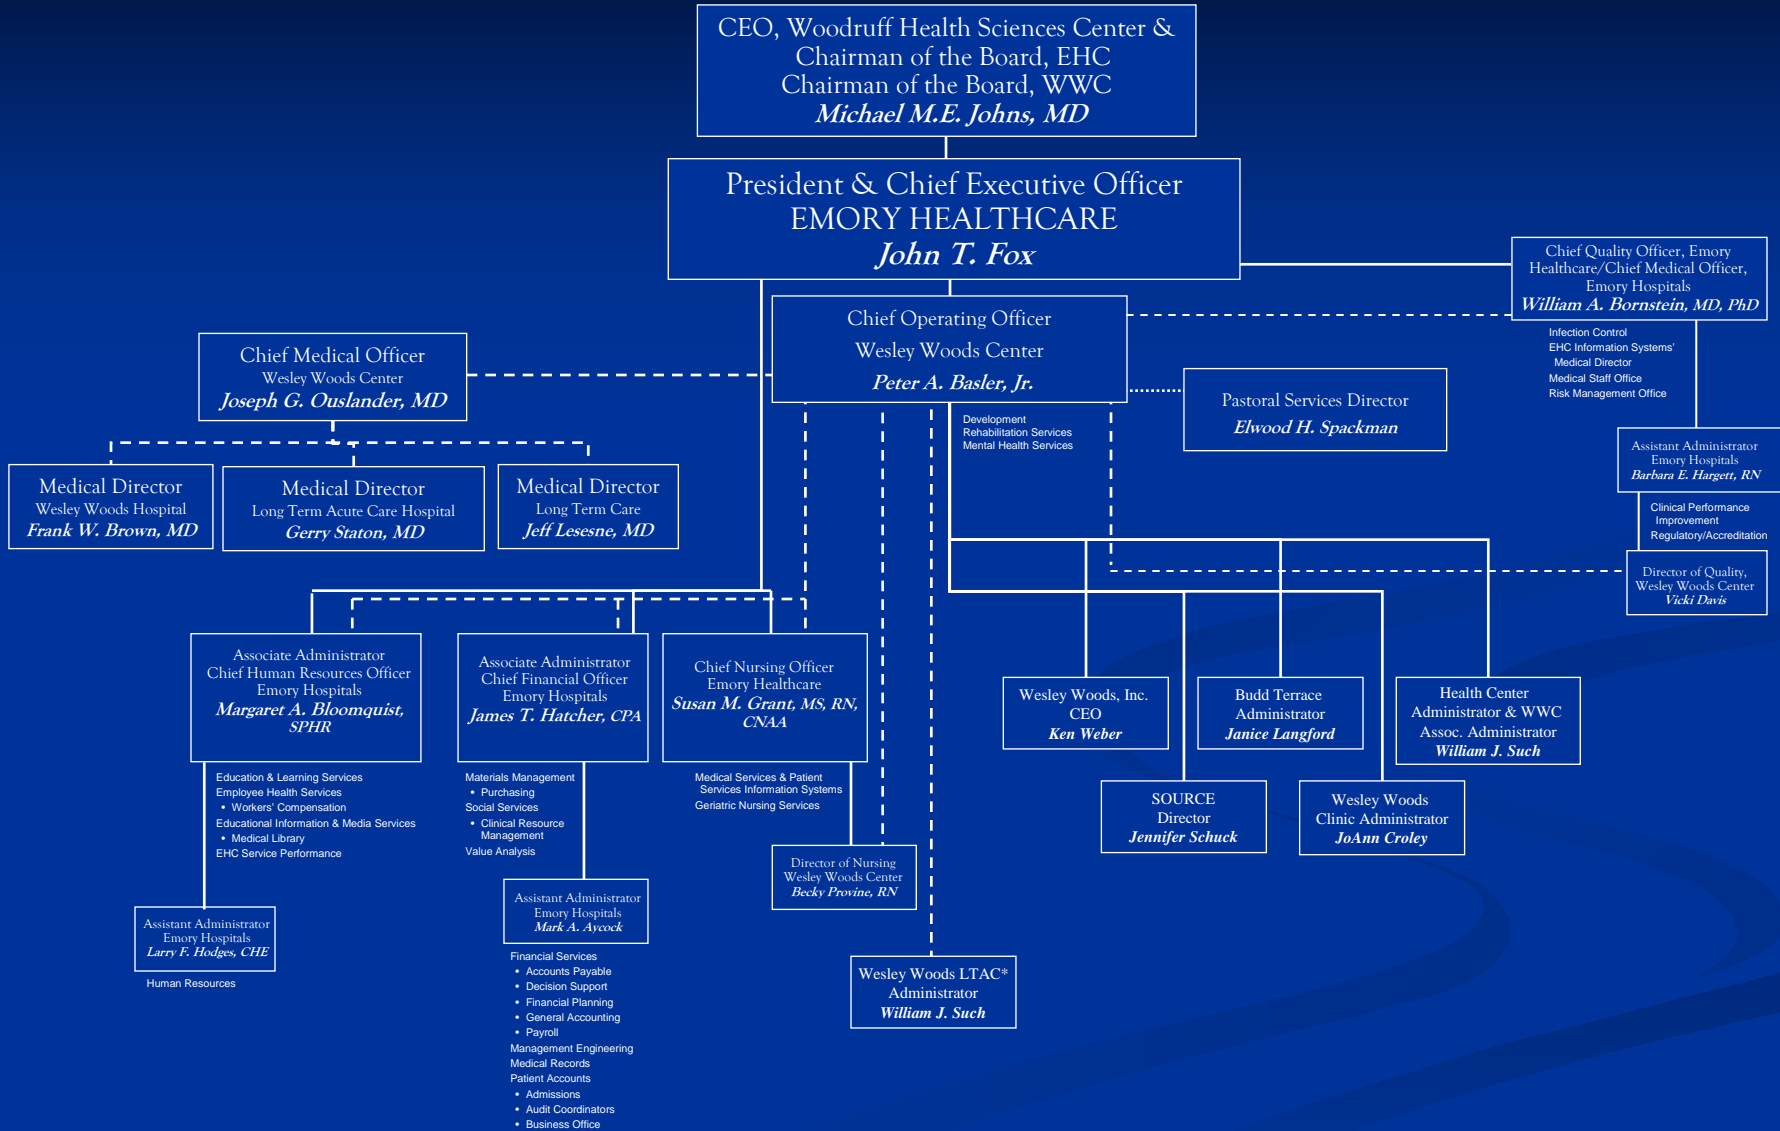 CEO, Woodruff Health Sciences Center &
Chairman of the Board, EHC
Chairman of the Board, WWC
Michael M.E. Johns, MD
President & Chief Executive Officer
EMORY HEALTHCARE
John T. Fox
Chief Quality Officer, Emory
Healthcare/Chief Medical Officer,
Emory Hospitals
William A. Bornstein, MD, PhD
Infection Control
EHC Information Systems'
Medical Director
Medical Staff Office
Risk Management Office
Chief Operating Officer
Wesley Woods Center
Peter A. Basler, Jr.
Development
Rehabilitation Services
Mental Health Services
Chief Medical Officer
Wesley Woods Center
Joseph G. Ouslander, MD
Pastoral Services Director
Elwood H. Spackman
Assistant Administrator
Emory Hospitals
Barbara E. Hargett, RN
Clinical Performance
Improvement
Regulatory/Accreditation
Medical Director
Wesley Woods Hospital
Frank W. Brown, MD
Medical Director
Long Term Acute Care Hospital
Gerry Staton, MD
Medical Director
Long Term Care
Jeff Lesesne, MD
Director of Quality,
Wesley Woods Center
Vicki Davis
Associate Administrator
Chief Human Resources Officer
Emory Hospitals
Margaret A. Bloomquist,
SPHR
Education & Learning Services
Employee Health Services
• Workers' Compensation
Educational Information & Media Services
• Medical Library
EHC Service Performance
Associate Administrator
Chief Financial Officer
Emory Hospitals
James T. Hatcher, CPA
Materials Management
• Purchasing
Social Services
• Clinical Resource
Management
Value Analysis
Chief Nursing Officer
Emory Healthcare
Susan M. Grant, MS, RN,
CNAA
Medical Services & Patient
Services Information Systems
Geriatric Nursing Services
Wesley Woods, Inc.
CEO
Ken Weber
Budd Terrace
Administrator
Janice Langford
Health Center
Administrator & WWC
Assoc. Administrator
William J. Such
SOURCE
Director
Jennifer Schuck
Wesley Woods
Clinic Administrator
JoAnn Croley
Director of Nursing
Wesley Woods Center
Becky Provine, RN
Assistant Administrator
Emory Hospitals
Larry F. Hodges, CHE
Human Resources
Assistant Administrator
Emory Hospitals
Mark A. Aycock
Financial Services
• Accounts Payable
• Decision Support
• Financial Planning
• General Accounting
• Payroll
Management Engineering
Medical Records
Patient Accounts
• Admissions
• Audit Coordinators
• Business Office
Wesley Woods LTAC*
Administrator
William J. Such